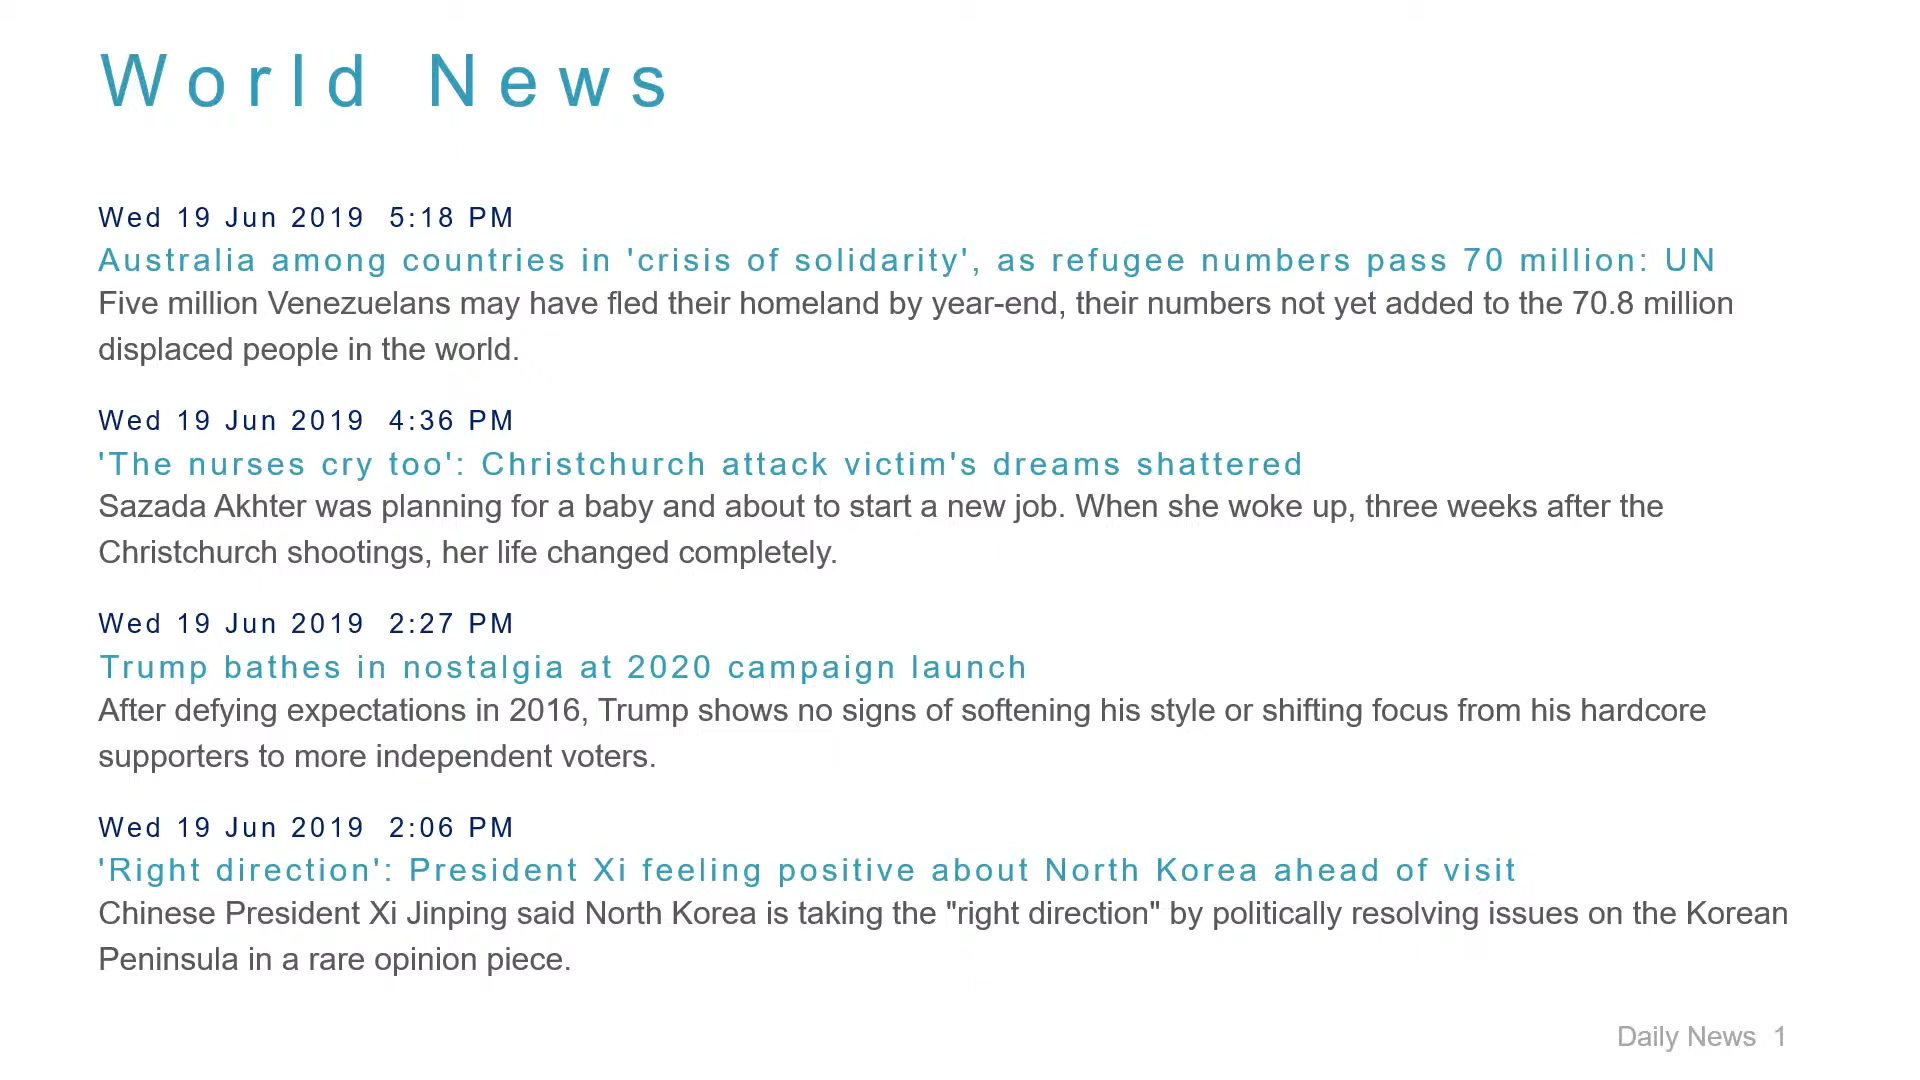 World News
Wed 19 Jun 2019 5:18 PM
Australia among countries in 'crisis of solidarity', as refugee numbers pass 70 million: UN
Five million Venezuelans may have fled their homeland by year-end, their numbers not yet added to the 70.8 million
displaced people in the world.
Wed 19 Jun 2019 4:36 PM
'The nurses cry too': Christchurch attack victim's dreams shattered
Sazada Akhter was planning for a baby and about to start a new job. When she woke up, three weeks after the
Christchurch shootings, her life changed completely.
Wed 19 Jun 2019 2:27 PM
Trump bathes in nostalgia at 2020 campaign launch
After defying expectations in 2016, Trump shows no signs of softening his style or shifting focus from his hardcore
supporters to more independent voters.
Wed 19 Jun 2019 2:06 PM
'Right direction': President Xi feeling positive about North Korea ahead of visit
Chinese President Xi Jinping said North Korea is taking the "right direction" by politically resolving issues on the Korean
Peninsula in a rare opinion piece.
Daily News 1